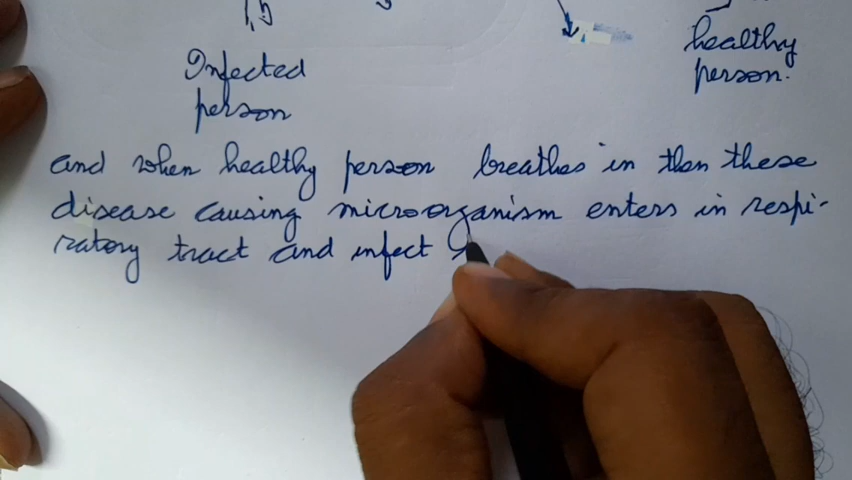 Infected
person
healthy
person.
and when healthy person breathes in then these
disease causing microorganism enters in respi-
ratory tract and infect